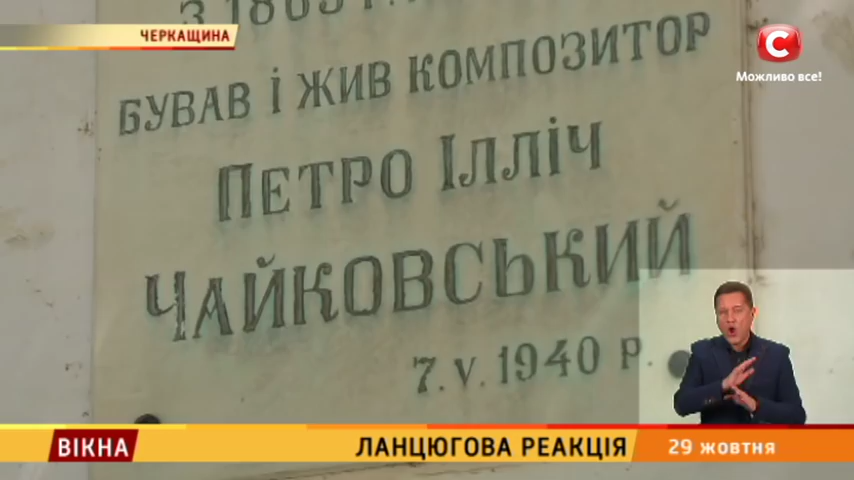 ЧЕРКАЩИНА
С
Можливо все!
БУВАВ І ЖИВ КОМПОЗИТОР
ПЕТРО ІЛЛІЧ
ЧАЙКОВСЬКИЙ
7.V.1940 р.
ВІКНА
ЛАНЦЮГОВА РЕАКЦІЯ
29 жовтня